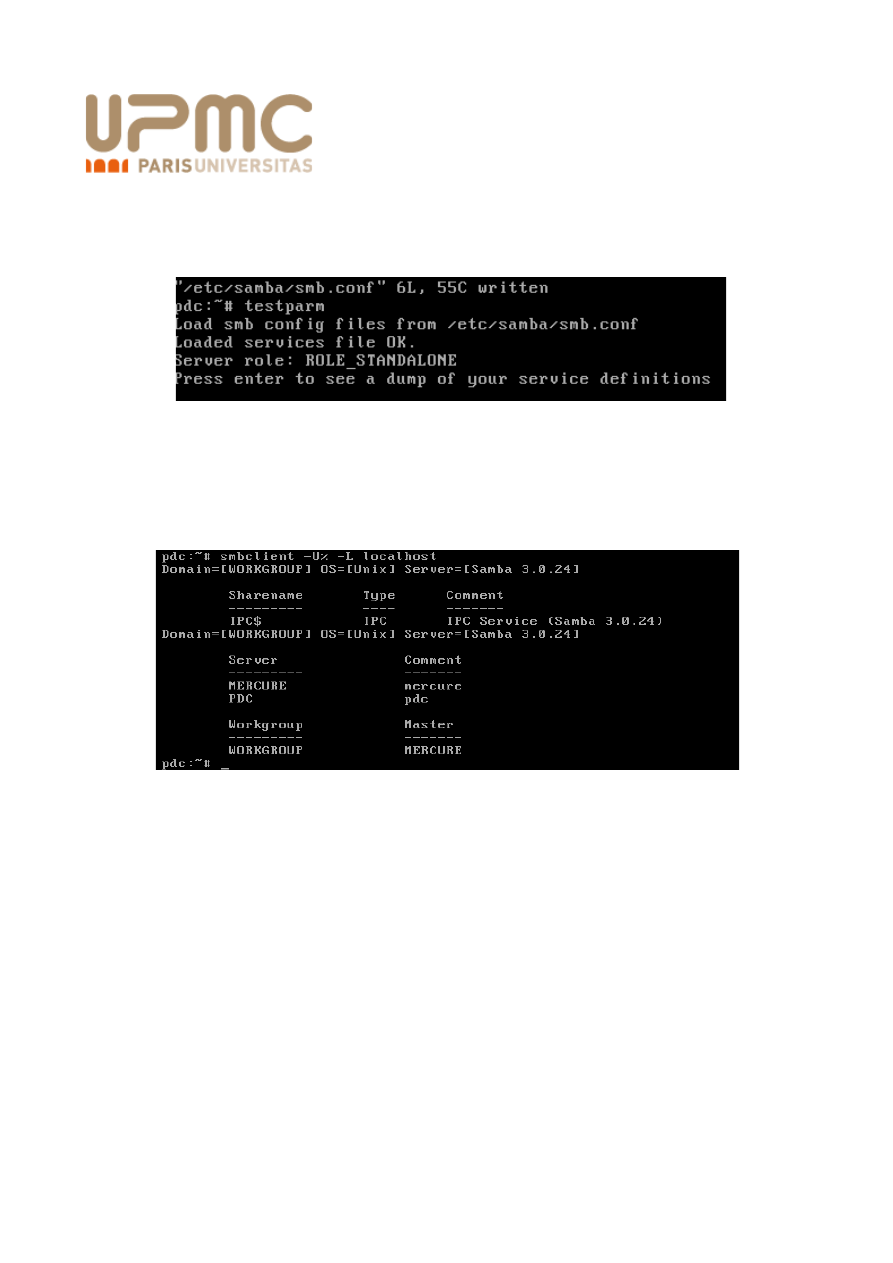 UPMC
PARISUNIVERSITAS
"/etc/samba/smb.conf" 6L, 55C written
pdc:~# testparm
Load smb config files from /etc/samba/smb.conf
Loaded services file OK.
Server role: ROLE_STANDALONE
Press enter to see a dump of your service definitions
pdc:~# smbclient -U% -L localhost
Domain=[WORKGROUP] OS=[Unix] Server=[Samba 3.0.24]
Sharename Type Comment
--------- ---- -------
IPC$ IPC IPC Service (Samba 3.0.24)
Domain=[WORKGROUP] OS=[Unix] Server=[Samba 3.0.24]
Server Comment
--------- -------
MERCURE mercure
PDC pdc
Workgroup Master
--------- -------
WORKGROUP MERCURE
pdc:~# _